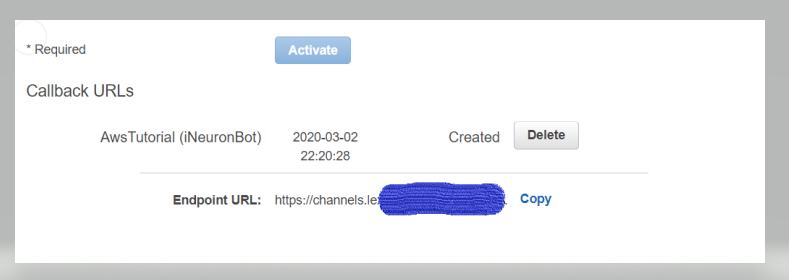 * Required Activate
Callback URLs
AwsTutorial (iNeuronBot) 2020-03-02 Created Delete
22:20:28
Endpoint URL: https://channels.le Copy